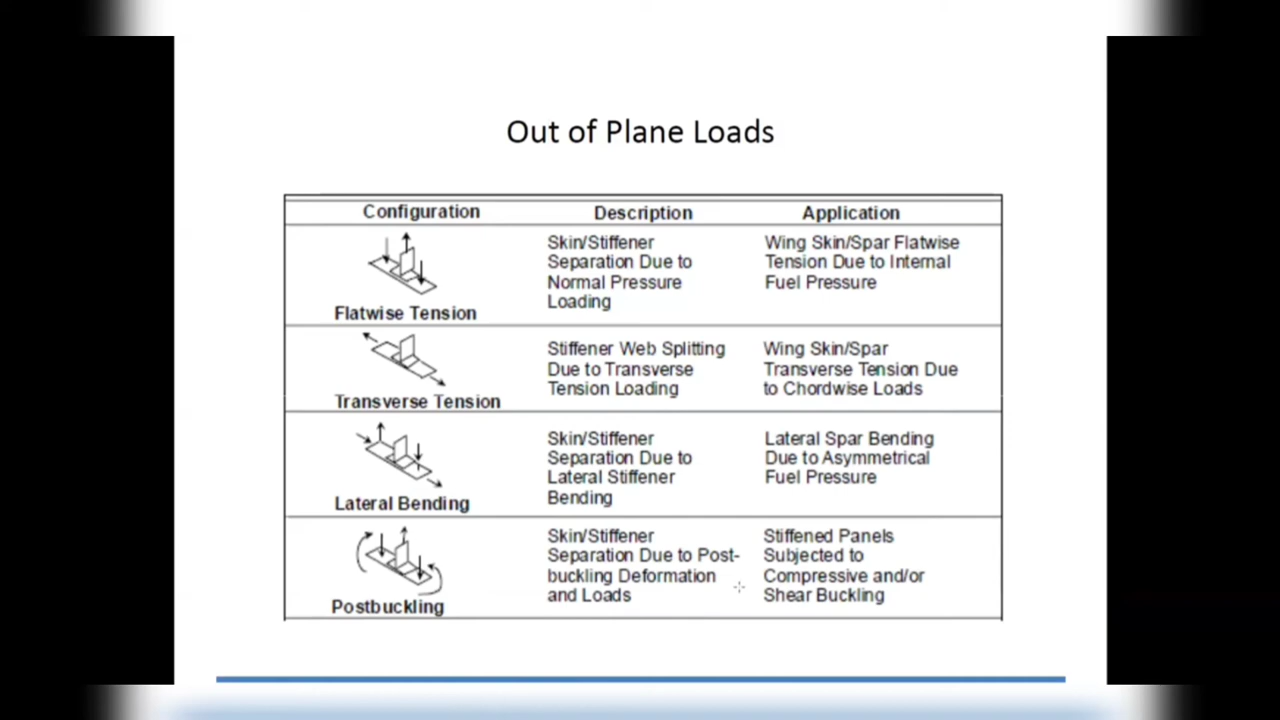 Out of Plane Loads
Configuration Description Application
Flatwise Tension
Skin/Stiffener
Separation Due to
Normal Pressure
Loading
Wing Skin/Spar Flatwise
Tension Due to Internal
Fuel Pressure
Transverse Tension
Stiffener Web Splitting
Due to Transverse
Tension Loading
Wing Skin/Spar
Transverse Tension Due
to Chordwise Loads
Lateral Bending
Skin/Stiffener
Separation Due to
Lateral Stiffener
Bending
Lateral Spar Bending
Due to Asymmetrical
Fuel Pressure
Postbuckling
Skin/Stiffener
Separation Due to Post-
buckling Deformation
and Loads
Stiffened Panels
Subjected to
Compressive and/or
Shear Buckling